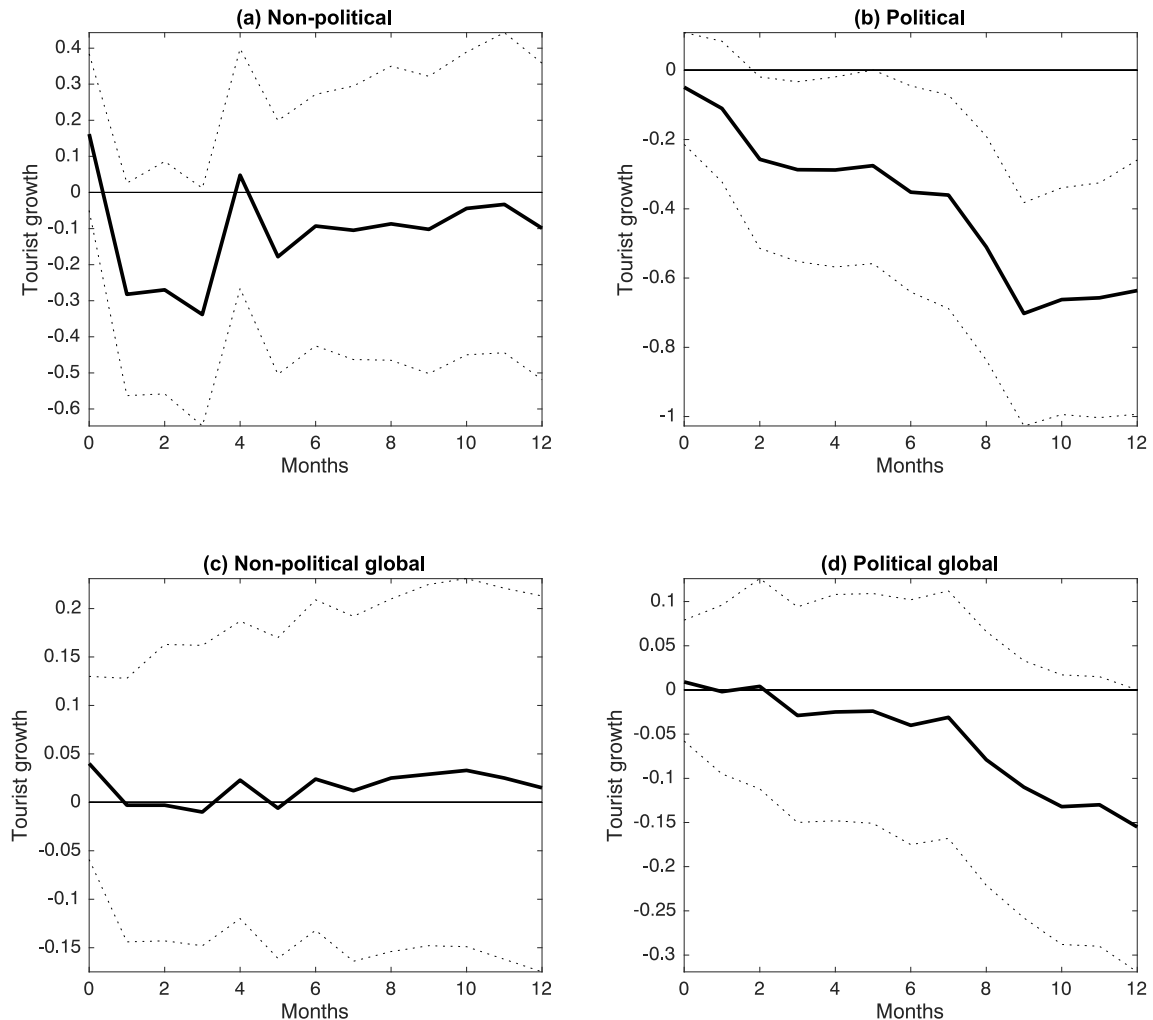 (a) Non-political
0.4
0.3
0.2
0.1
0
-0.1
-0.2
-0.3
-0.4
-0.5
-0.6
Tourist growth
0 2 4 6 8 10 12
Months
(b) Political
0
-0.2
-0.4
-0.6
-0.8
-1
Tourist growth
0 2 4 6 8 10 12
Months
(c) Non-political global
0.2
0.15
0.1
0.05
0
-0.05
-0.1
-0.15
Tourist growth
0 2 4 6 8 10 12
Months
(d) Political global
0.1
0.05
0
-0.05
-0.1
-0.15
-0.2
-0.25
-0.3
Tourist growth
0 2 4 6 8 10 12
Months